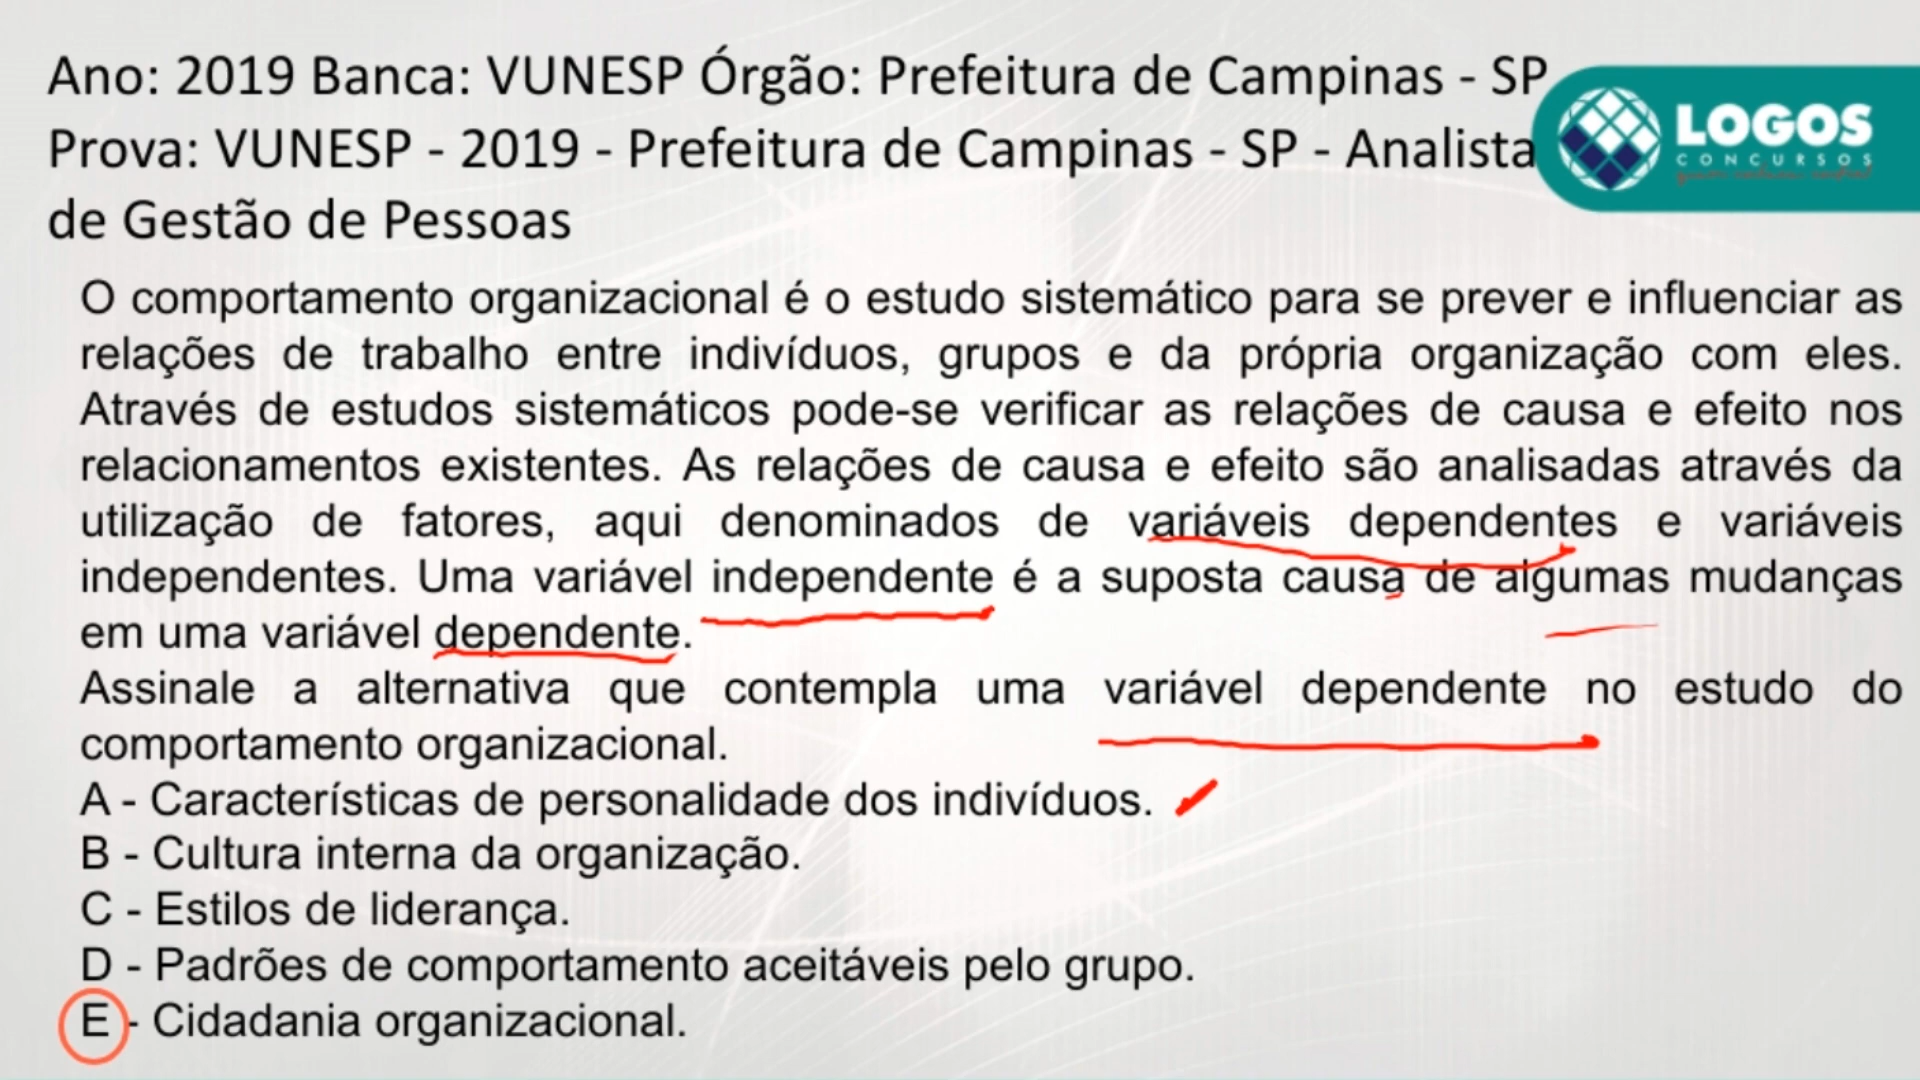 Ano: 2019 Banca: VUNESP Órgão: Prefeitura de Campinas - SP
Prova: VUNESP - 2019 - Prefeitura de Campinas - SP - Analista
de Gestão de Pessoas
LOGOS
CONCURSOS
O comportamento organizacional é o estudo sistemático para se prever e influenciar as
relações de trabalho entre indivíduos, grupos e da própria organização com eles.
Através de estudos sistemáticos pode-se verificar as relações de causa e efeito nos
relacionamentos existentes. As relações de causa e efeito são analisadas através da
utilização de fatores, aqui denominados de variáveis dependentes e variáveis
independentes. Uma variável independente é a suposta causa de algumas mudanças
em uma variável dependente.
Assinale a alternativa que contempla uma variável dependente no estudo do
comportamento organizacional.
A - Características de personalidade dos indivíduos.
B - Cultura interna da organização.
C - Estilos de liderança.
D - Padrões de comportamento aceitáveis pelo grupo.
E - Cidadania organizacional.